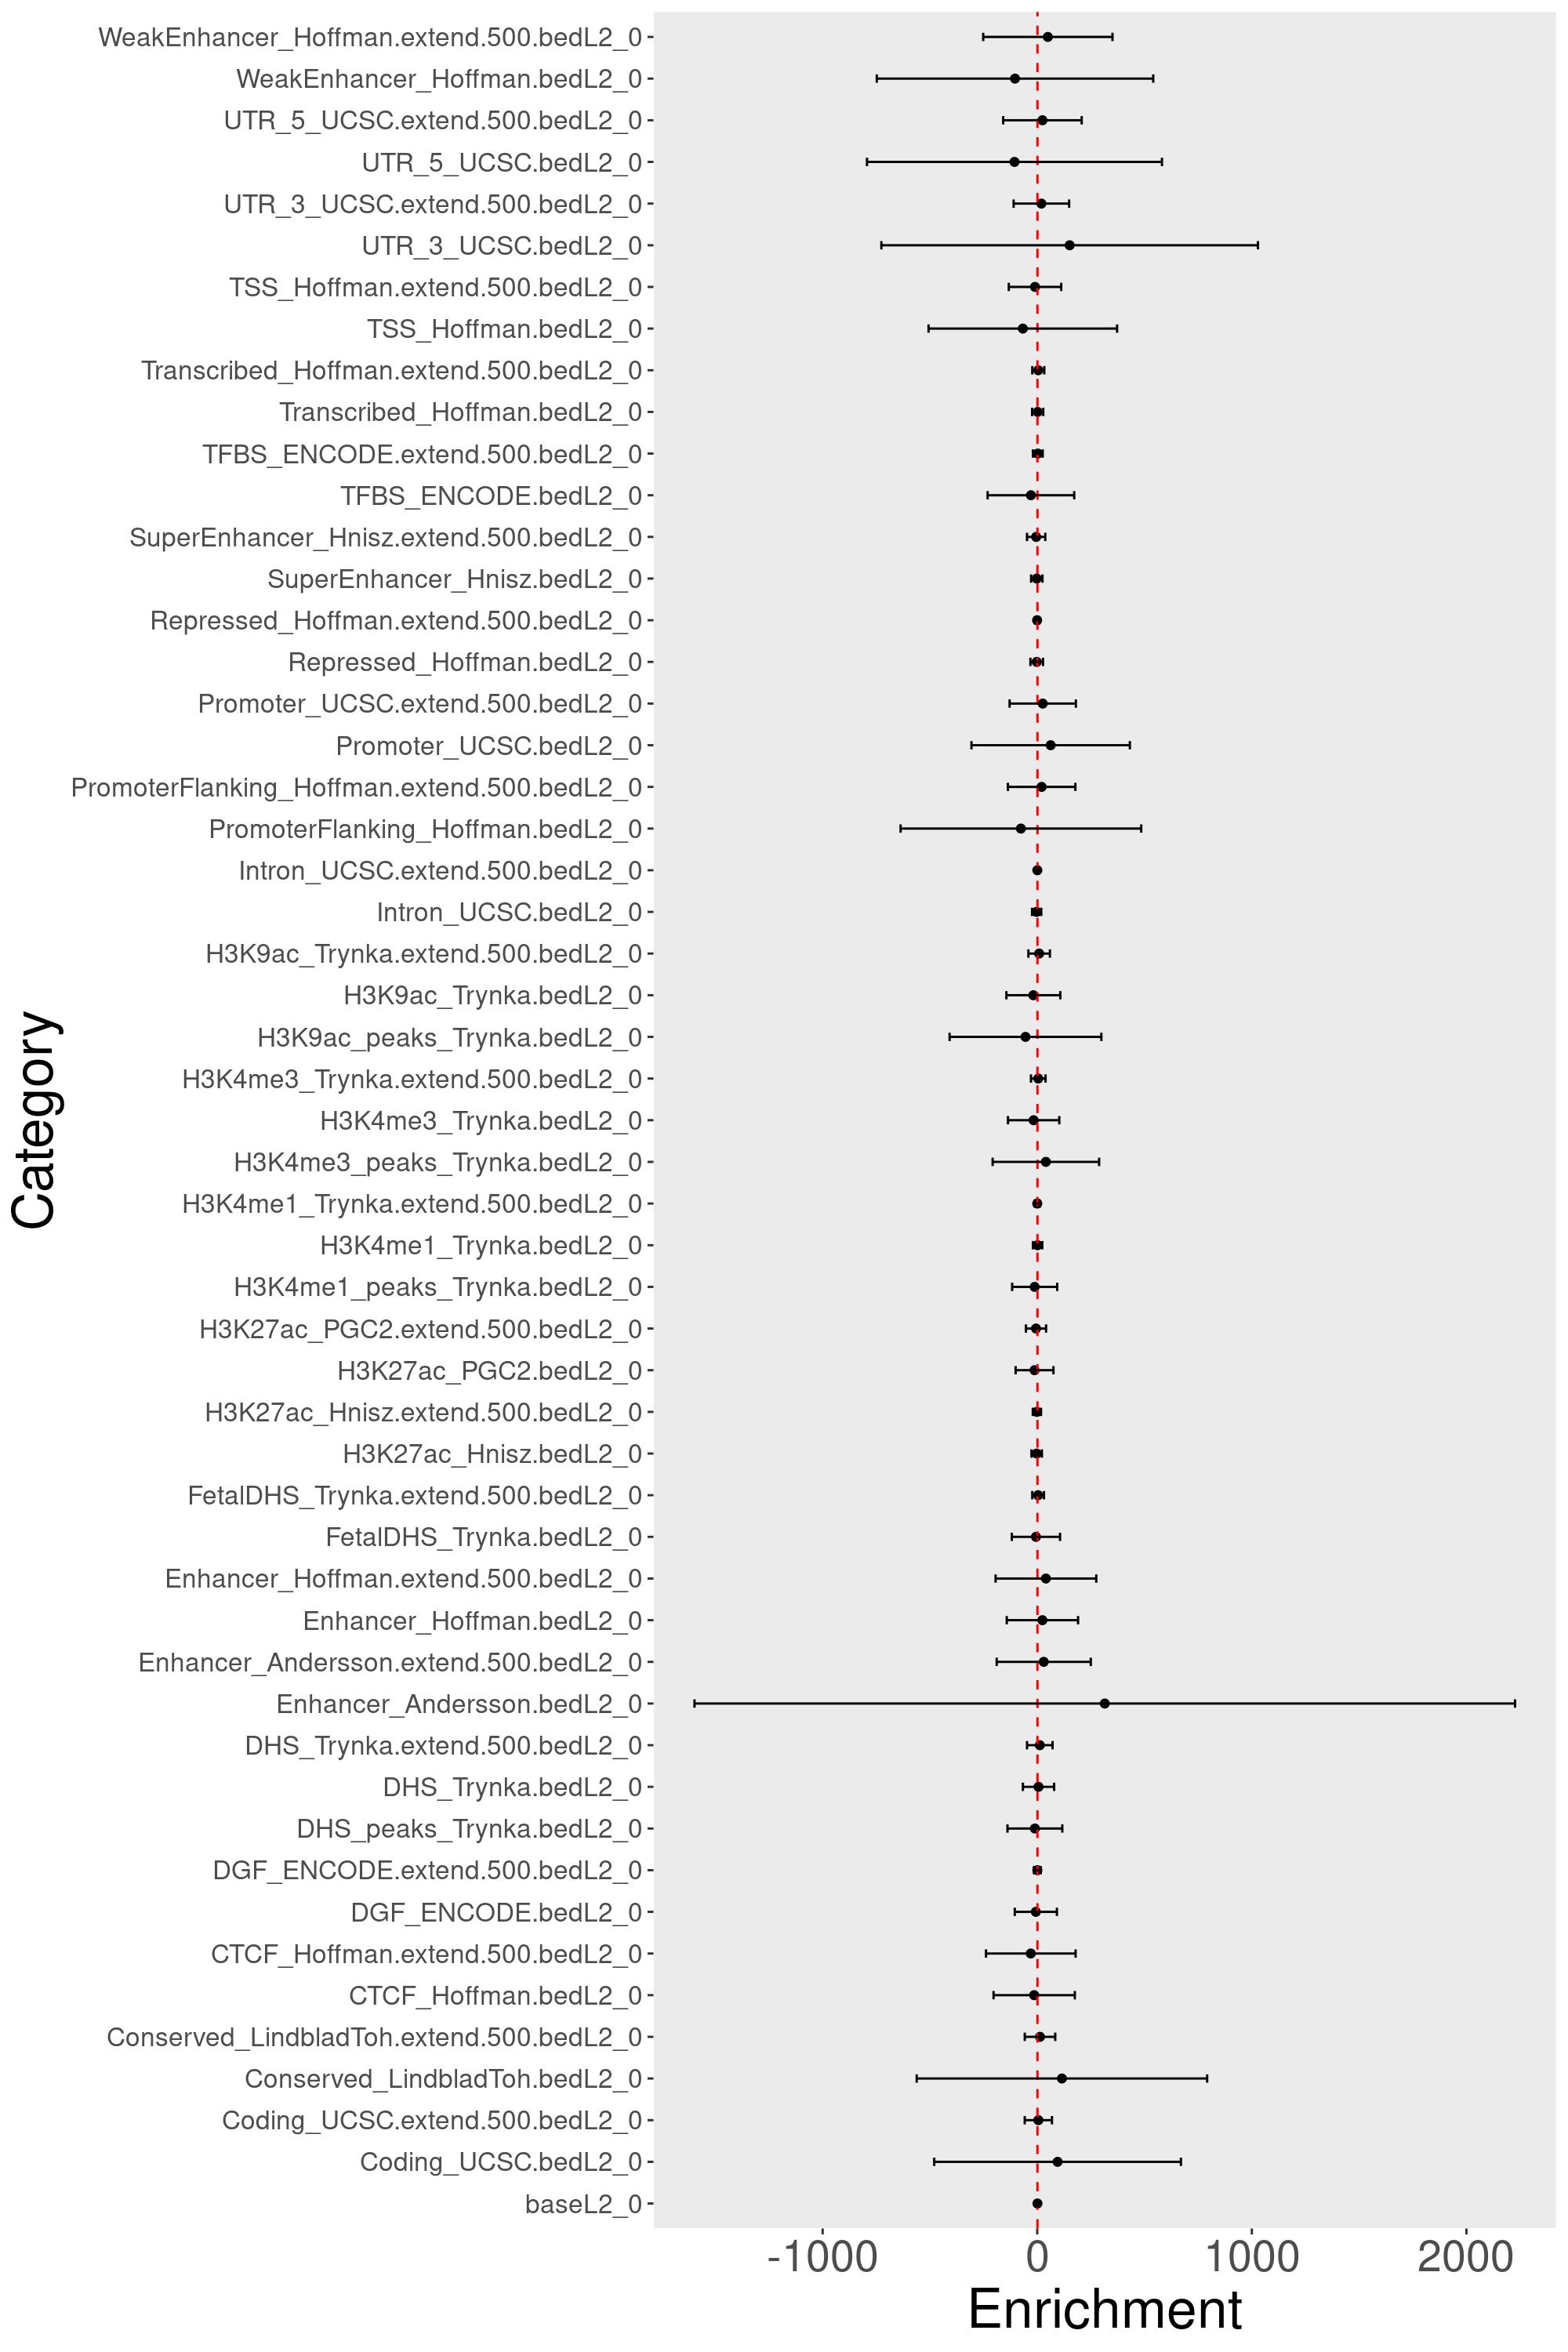 WeakEnhancer_Hoffman.extend.500.bedL2_0
WeakEnhancer_Hoffman.bedL2_0
UTR_5_UCSC.extend.500.bedL2_0
UTR_5_UCSC.bedL2_0
UTR_3_UCSC.extend.500.bedL2_0
UTR_3_UCSC.bedL2_0
TSS_Hoffman.extend.500.bedL2_0
TSS_Hoffman.bedL2_0
Transcribed_Hoffman.extend.500.bedL2_0
Transcribed_Hoffman.bedL2_0
TFBS_ENCODE.extend.500.bedL2_0
TFBS_ENCODE.bedL2_0
SuperEnhancer_Hnisz.extend.500.bedL2_0
SuperEnhancer_Hnisz.bedL2_0
Repressed_Hoffman.extend.500.bedL2_0
Repressed_Hoffman.bedL2_0
Promoter_UCSC.extend.500.bedL2_0
Promoter_UCSC.bedL2_0
PromoterFlanking_Hoffman.extend.500.bedL2_0
PromoterFlanking_Hoffman.bedL2_0
Intron_UCSC.extend.500.bedL2_0
Intron_UCSC.bedL2_0
H3K9ac_Trynka.extend.500.bedL2_0
H3K9ac_Trynka.bedL2_0
H3K9ac_peaks_Trynka.bedL2_0
H3K4me3_Trynka.extend.500.bedL2_0
H3K4me3_Trynka.bedL2_0
H3K4me3_peaks_Trynka.bedL2_0
H3K4me1_Trynka.extend.500.bedL2_0
H3K4me1_Trynka.bedL2_0
H3K4me1_peaks_Trynka.bedL2_0
H3K27ac_PGC2.extend.500.bedL2_0
H3K27ac_PGC2.bedL2_0
H3K27ac_Hnisz.extend.500.bedL2_0
H3K27ac_Hnisz.bedL2_0
FetalDHS_Trynka.extend.500.bedL2_0
FetalDHS_Trynka.bedL2_0
Enhancer_Hoffman.extend.500.bedL2_0
Enhancer_Hoffman.bedL2_0
Enhancer_Andersson.extend.500.bedL2_0
Enhancer_Andersson.bedL2_0
DHS_Trynka.extend.500.bedL2_0
DHS_Trynka.bedL2_0
DHS_peaks_Trynka.bedL2_0
DGF_ENCODE.extend.500.bedL2_0
DGF_ENCODE.bedL2_0
CTCF_Hoffman.extend.500.bedL2_0
CTCF_Hoffman.bedL2_0
Conserved_LindbladToh.extend.500.bedL2_0
Conserved_LindbladToh.bedL2_0
Coding_UCSC.extend.500.bedL2_0
Coding_UCSC.bedL2_0
baseL2_0
Category
-1000 0 1000 2000
Enrichment